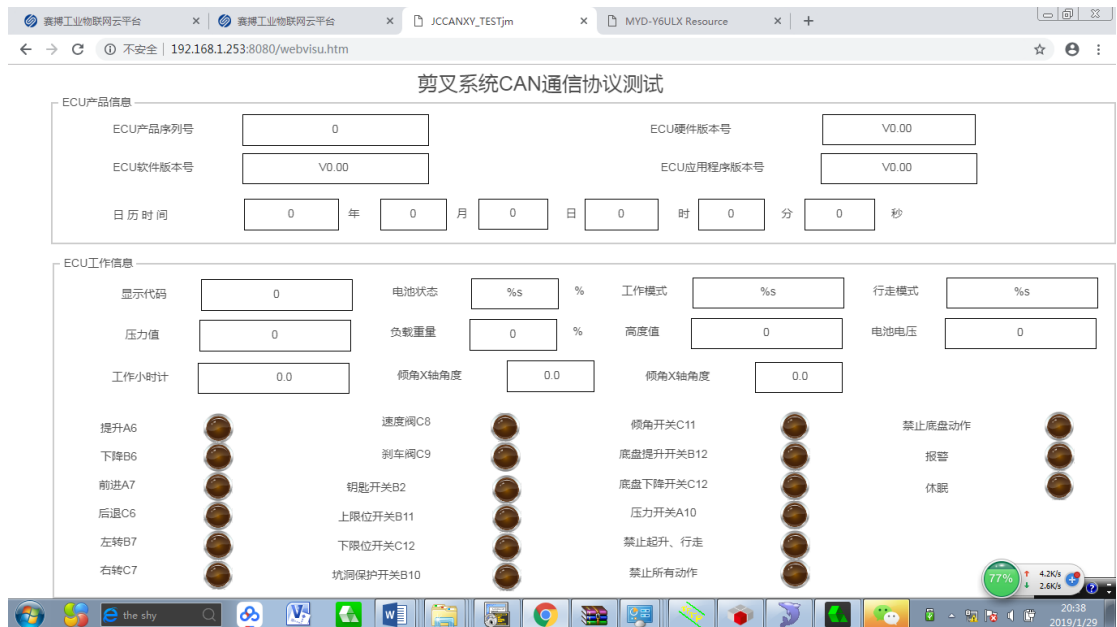 赛搏工业物联网云平台 × 赛搏工业物联网云平台 × JCCANXY_TESTjm × MYD-Y6ULX Resource × +
不安全 | 192.168.1.253:8080/webvisu.htm
剪叉系统CAN通信协议测试
ECU产品信息
ECU产品序列号 0 ECU硬件版本号 V0.00
ECU软件版本号 V0.00 ECU应用程序版本号 V0.00
日历时间 0 年 0 月 0 日 0 时 0 分 0 秒
ECU工作信息
显示代码 0 电池状态 %s % 工作模式 %s 行走模式 %s
压力值 0 负载重量 0 % 高度值 0 电池电压 0
工作小时计 0.0 倾角X轴角度 0.0 倾角X轴角度 0.0
提升A6 速度阀C8 倾角开关C11 禁止底盘动作
下降B6 刹车阀C9 底盘提升开关B12 报警
前进A7 钥匙开关B2 底盘下降开关C12 休眠
后退C6 上限位开关B11 压力开关A10
左转B7 下限位开关C12 禁止起升、行走
右转C7 坑洞保护开关B10 禁止所有动作
77% 4.2K/s
2.6K/s
the shy 20:38
2019/1/29